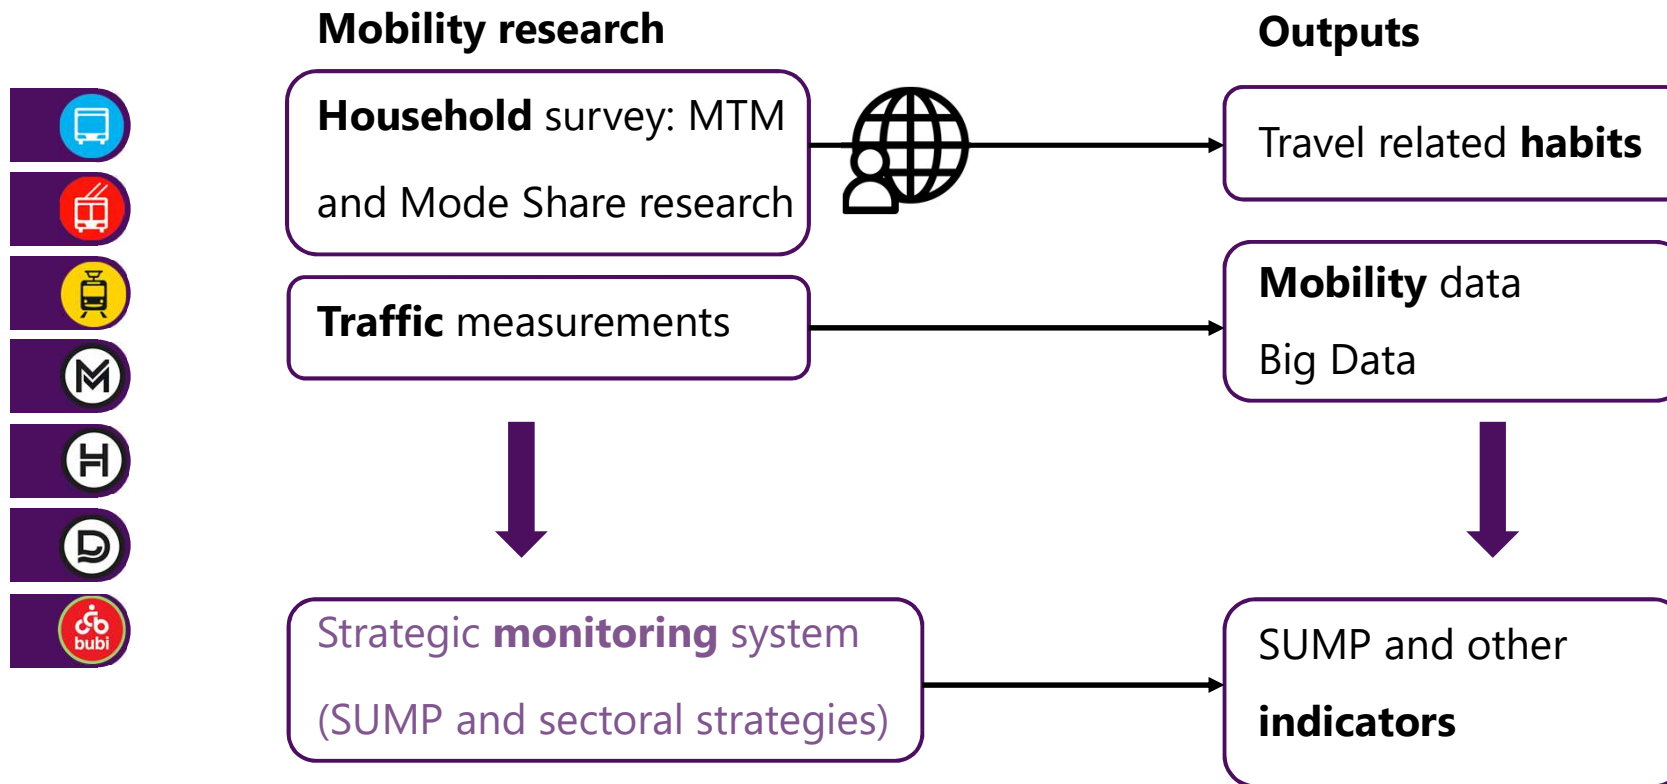 Mobility research
Outputs
Household survey: MTM
and Mode Share research
Travel related habits
Traffic measurements
Mobility data
Big Data
Strategic monitoring system
(SUMP and sectoral strategies)
SUMP and other
indicators
M
H
D
bubi